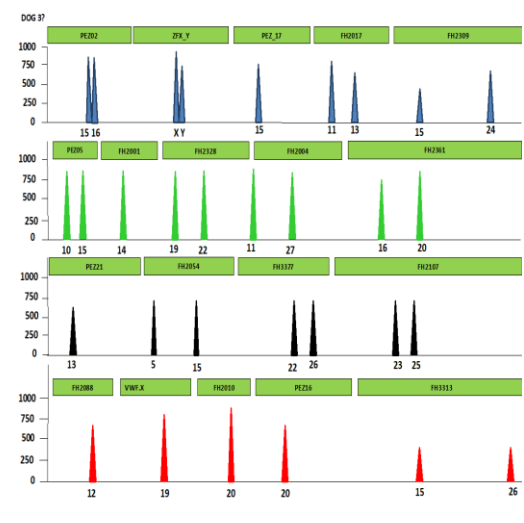 DOG 3?
PEZ02 ZFX_Y PEZ_17 FH2017 FH2309
1000
750
500
250
0
15 16 X Y 15 11 13 15 24
PEZ05 FH2001 FH2328 FH2004 FH2361
1000
750
500
250
0
10 15 14 19 22 11 27 16 20
PEZ21 FH2054 FH3377 FH2107
1000
750
500
250
0
13 5 15 22 26 23 25
FH2088 VWF.X FH2010 PEZ16 FH3313
1000
750
500
250
0
12 19 20 20 15 26